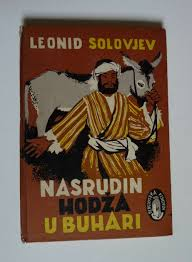 LEONID SOLOVJEV
NASRUDIN
HODŽA
U BUHARI